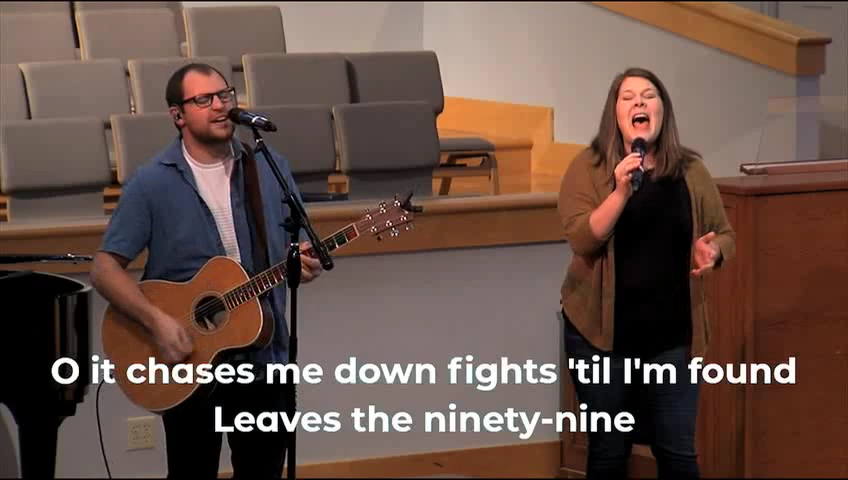 O it chases me down fights 'til I'm found
Leaves the ninety-nine